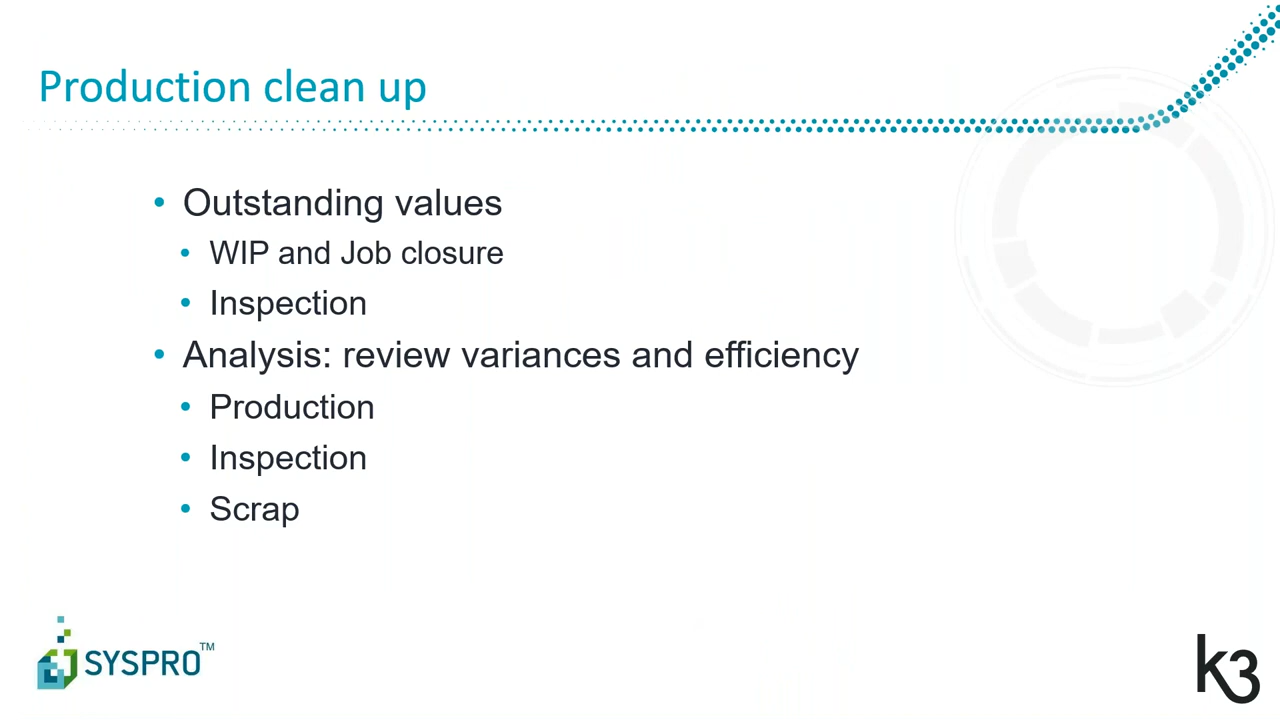 Production clean up
• Outstanding values
• WIP and Job closure
• Inspection
• Analysis: review variances and efficiency
• Production
• Inspection
• Scrap
SYSPRO™
k3